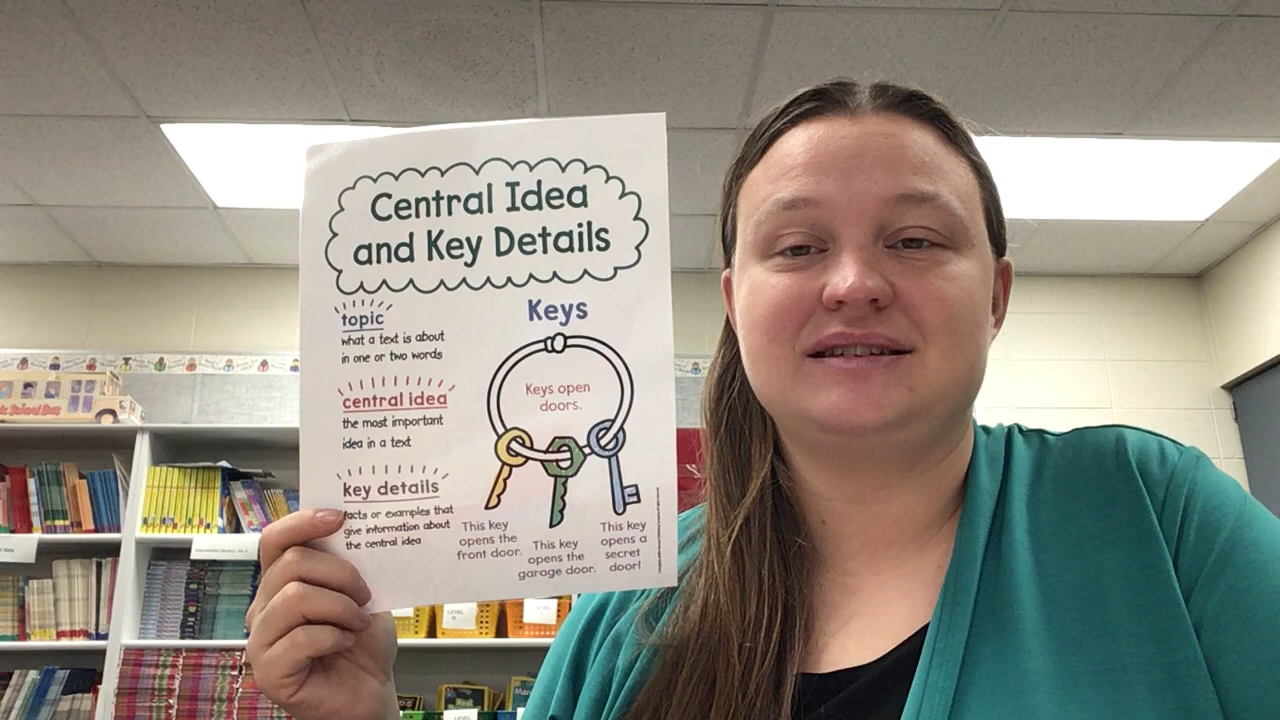 Central Idea
and Key Details
topic
what a text is about
in one or two words
central idea
the most important
idea in a text
key details
facts or examples that
give information about
the central idea
Keys
Keys open
doors.
This key
opens the
front door.
This key
opens the
garage door.
This key
opens a
secret
door!
School Bus
LEVEL
LEVEL